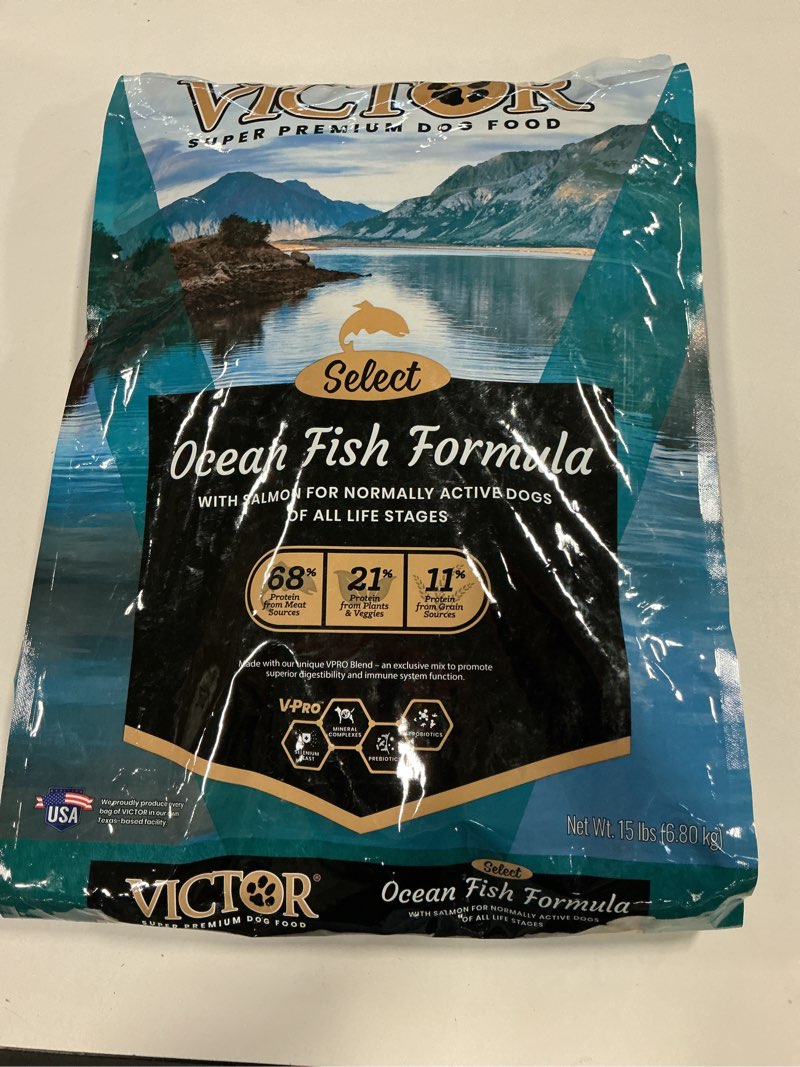 VICTOR
SUPER PREMIUM DOG FOOD
Select
Ocean Fish Formula
WITH SALMON FOR NORMALLY ACTIVE DOGS
OF ALL LIFE STAGES
68% 21% 11%
Protein from Meat Sources
Protein from Plants & Veggies
Protein from Grain Sources
Made with our unique VPRO Blend – an exclusive mix to promote
superior digestibility and immune system function.
V-PRO
MINERAL COMPLEXES
PROBIOTICS
SELENIUM YEAST
PREBIOTICS
USA
We proudly produce every
bag of VICTOR in our own
Texas-based facility.
Net Wt. 15 lbs (6.80 kg)
VICTOR®
SUPER PREMIUM DOG FOOD
Select
Ocean Fish Formula
WITH SALMON FOR NORMALLY ACTIVE DOGS
OF ALL LIFE STAGES